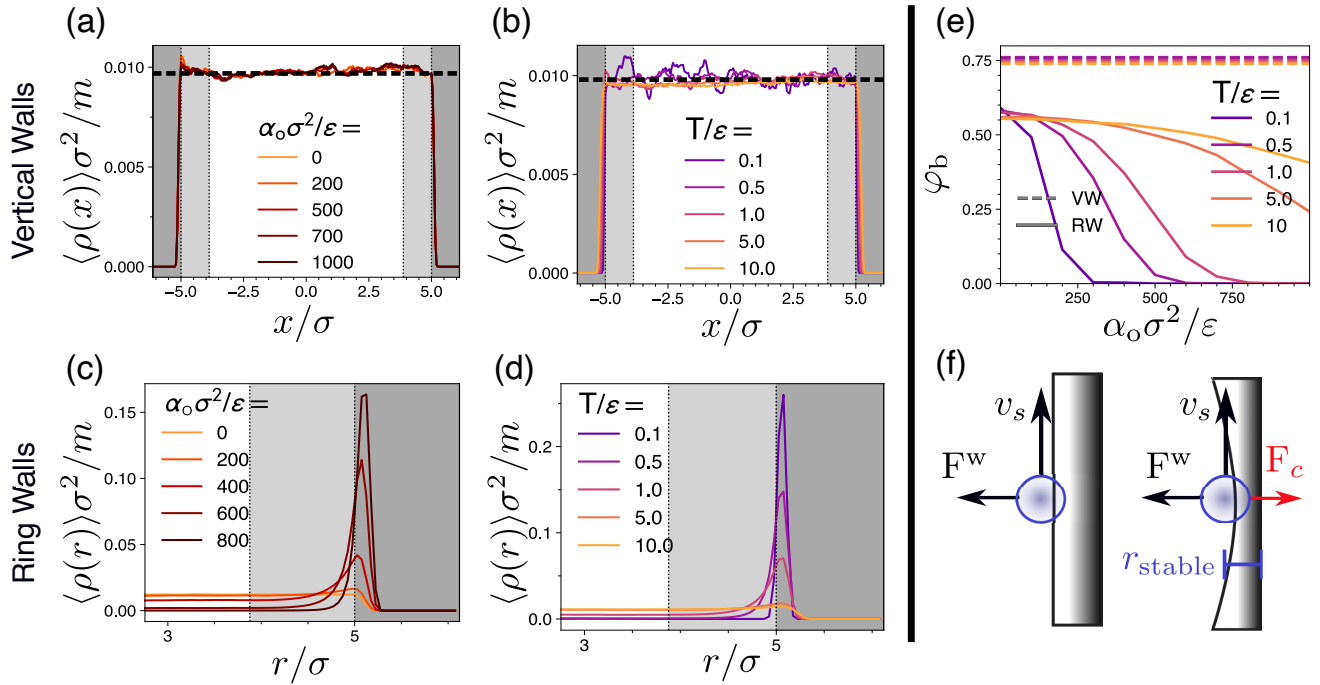 Vertical Walls
(a)
⟨ρ(x)⟩σ²/m
0.010
0.005
0.000
αₒσ²/ε=
0
200
500
700
1000
−5.0 −2.5 0.0 2.5 5.0
x/σ
(b)
⟨ρ(x)⟩σ²/m
0.010
0.005
0.000
T/ε=
0.1
0.5
1.0
5.0
10.0
−5.0 −2.5 0.0 2.5 5.0
x/σ
(e)
φb
0.75
0.50
0.25
0.00
T/ε=
0.1
0.5
1.0
5.0
10
VW
RW
250 500 750
αₒσ²/ε
Ring Walls
(c)
⟨ρ(r)⟩σ²/m
0.15
0.10
0.05
0.00
αₒσ²/ε=
0
200
400
600
800
3 5
r/σ
(d)
⟨ρ(r)⟩σ²/m
0.2
0.1
0.0
T/ε=
0.1
0.5
1.0
5.0
10.0
3 5
r/σ
(f)
vₛ
Fʷ
vₛ
Fʷ
F_c
r_stable